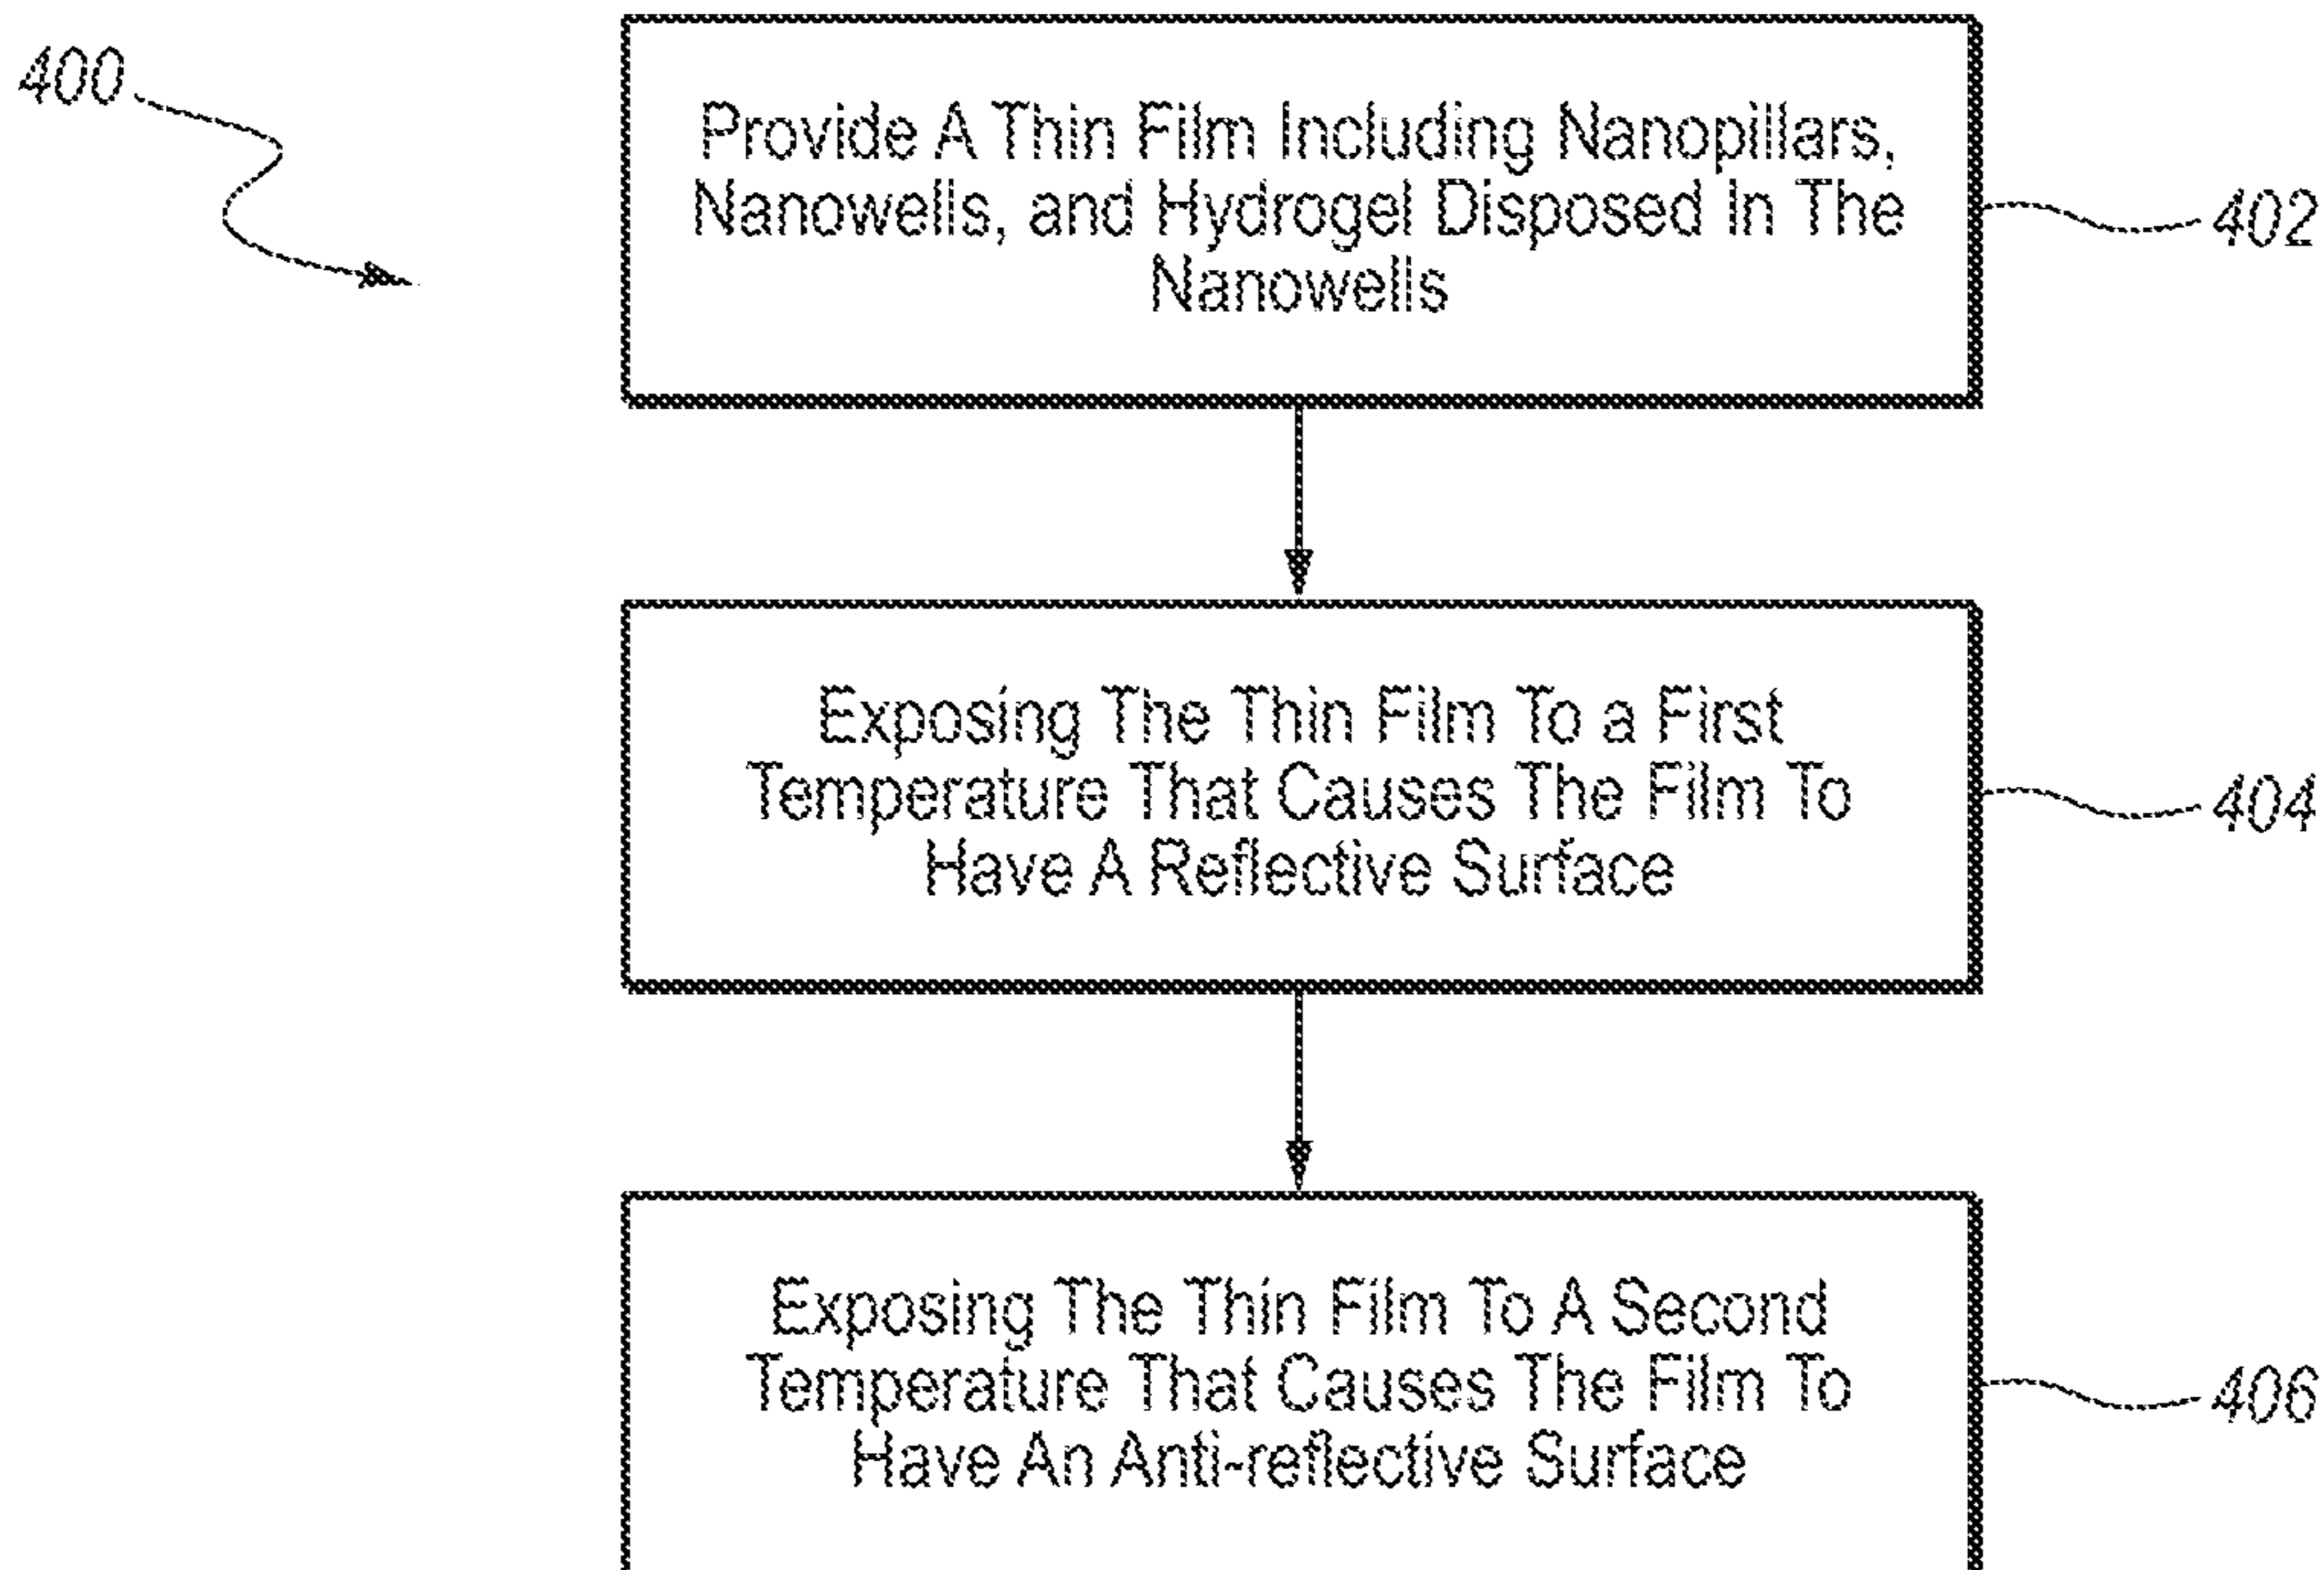 400
Provide A Thin Film Including Nanopillars,
Nanowells, and Hydrogel Disposed In The
Nanowells
402
Exposing The Thin Film To a First
Temperature That Causes The Film To
Have A Reflective Surface
404
Exposing The Thin Film To A Second
Temperature That Causes The Film To
Have An Anti-reflective Surface
406